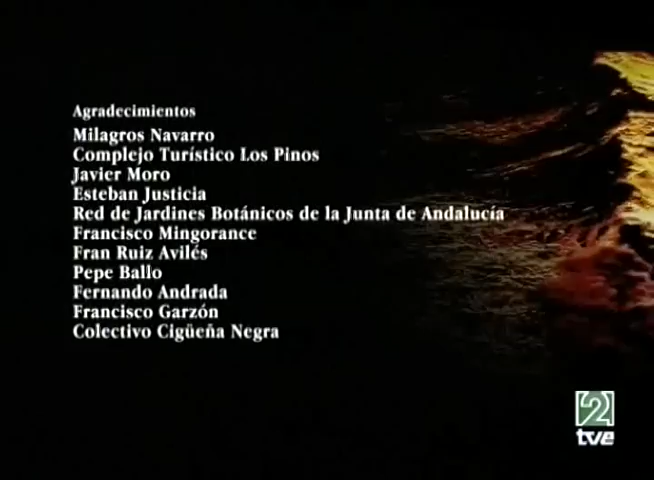 Agradecimientos
Milagros Navarro
Complejo Turístico Los Pinos
Javier Moro
Esteban Justicia
Red de Jardines Botánicos de la Junta de Andalucía
Francisco Mingorance
Fran Ruiz Avilés
Pepe Ballo
Fernando Andrada
Francisco Garzón
Colectivo Cigüeña Negra
2
tve